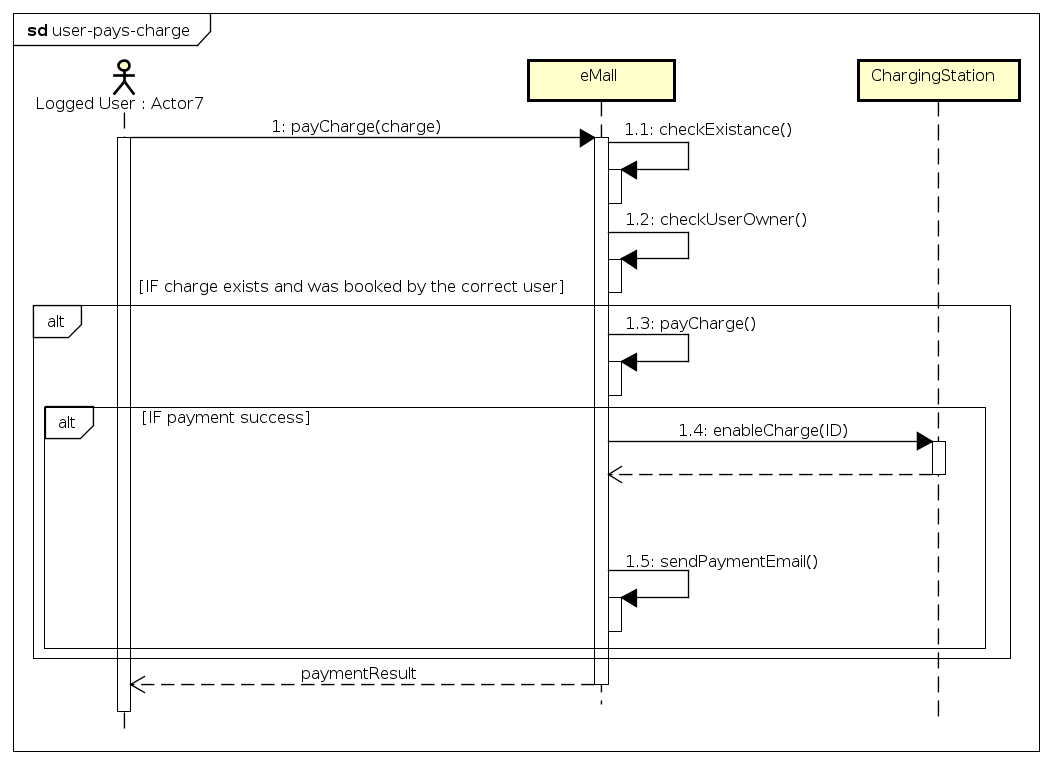 sd user-pays-charge
Logged User : Actor7
eMall
ChargingStation
1: payCharge(charge)
1.1: checkExistance()
1.2: checkUserOwner()
[IF charge exists and was booked by the correct user]
alt
1.3: payCharge()
alt
[IF payment success]
1.4: enableCharge(ID)
1.5: sendPaymentEmail()
paymentResult